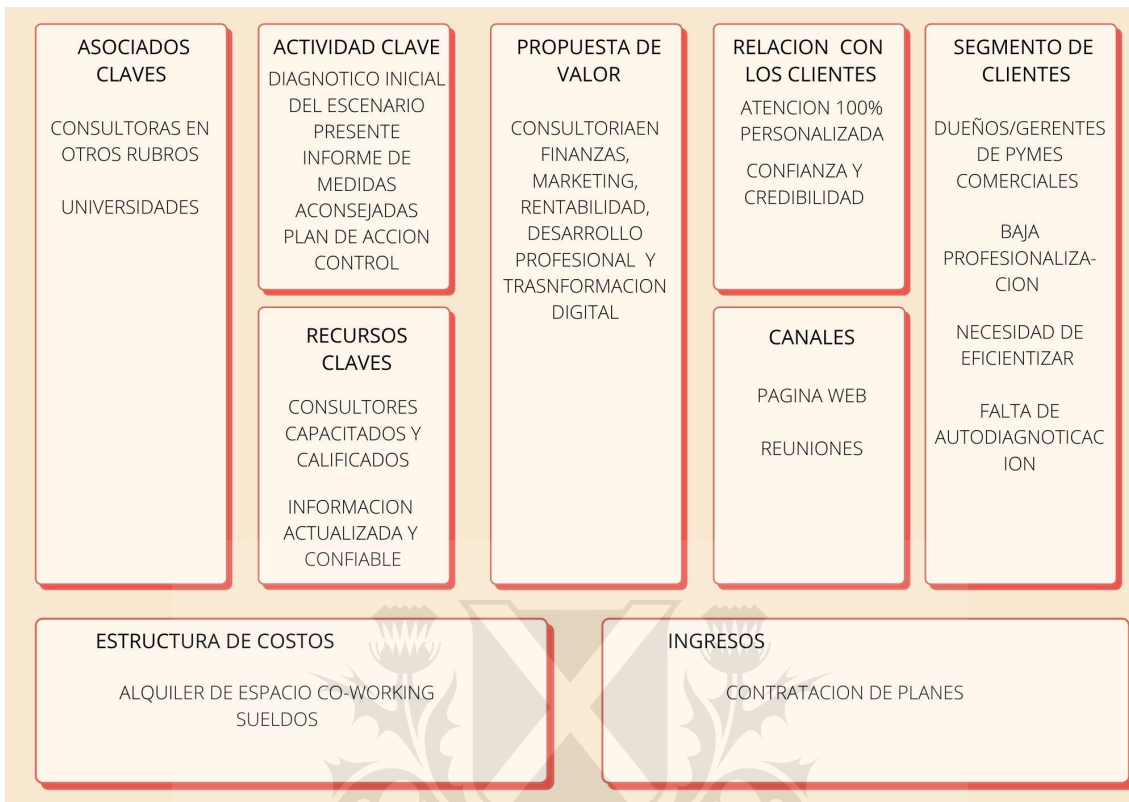 ASOCIADOS
CLAVES
CONSULTORAS EN
OTROS RUBROS
UNIVERSIDADES
ACTIVIDAD CLAVE
DIAGNOTICO INICIAL
DEL ESCENARIO
PRESENTE
INFORME DE
MEDIDAS
ACONSEJADAS
PLAN DE ACCION
CONTROL
RECURSOS
CLAVES
CONSULTORES
CAPACITADOS Y
CALIFICADOS
INFORMACION
ACTUALIZADA Y
CONFIABLE
PROPUESTA DE
VALOR
CONSULTORIAEN
FINANZAS,
MARKETING,
RENTABILIDAD,
DESARROLLO
PROFESIONAL Y
TRASNFORMACION
DIGITAL
RELACION CON
LOS CLIENTES
ATENCION 100%
PERSONALIZADA
CONFIANZA Y
CREDIBILIDAD
CANALES
PAGINA WEB
REUNIONES
SEGMENTO DE
CLIENTES
DUEÑOS/GERENTES
DE PYMES
COMERCIALES
BAJA
PROFESIONALIZA-
CION
NECESIDAD DE
EFICIENTIZAR
FALTA DE
AUTODIAGNOTICAC
ION
ESTRUCTURA DE COSTOS
ALQUILER DE ESPACIO CO-WORKING
SUELDOS
INGRESOS
CONTRATACION DE PLANES